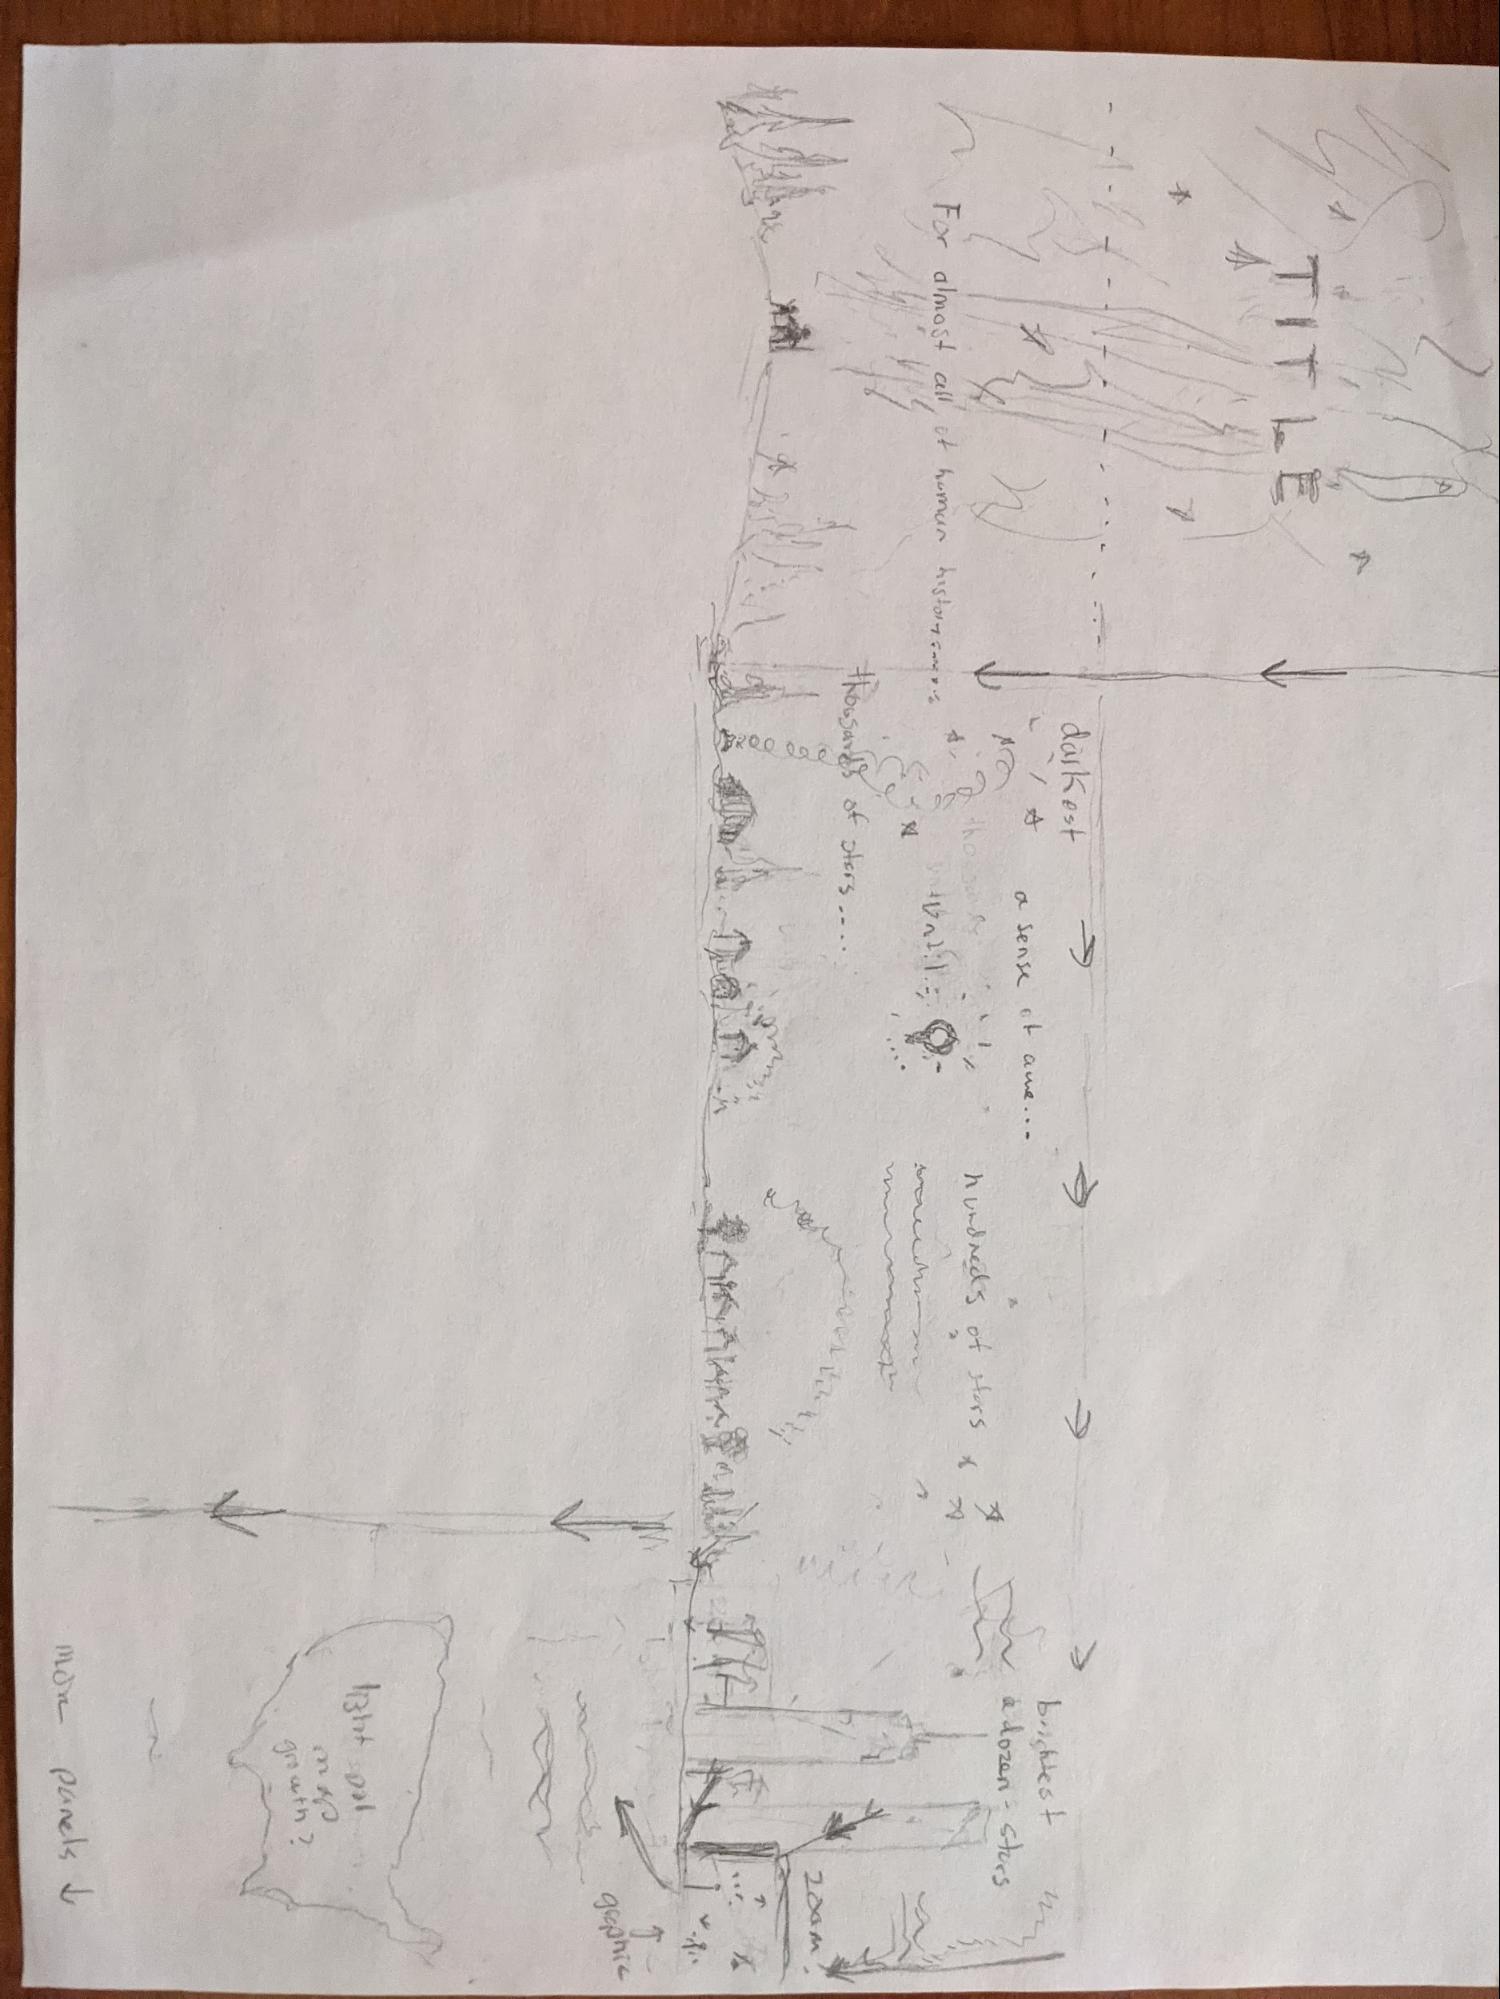 TITLE
For almost all of human history
darkest
a sense of awe...
thousands of stars....
until...
hundreds of stars
brightest
a dozen stars
zoom
graphic
light pol
map
growth?
more panels ↓